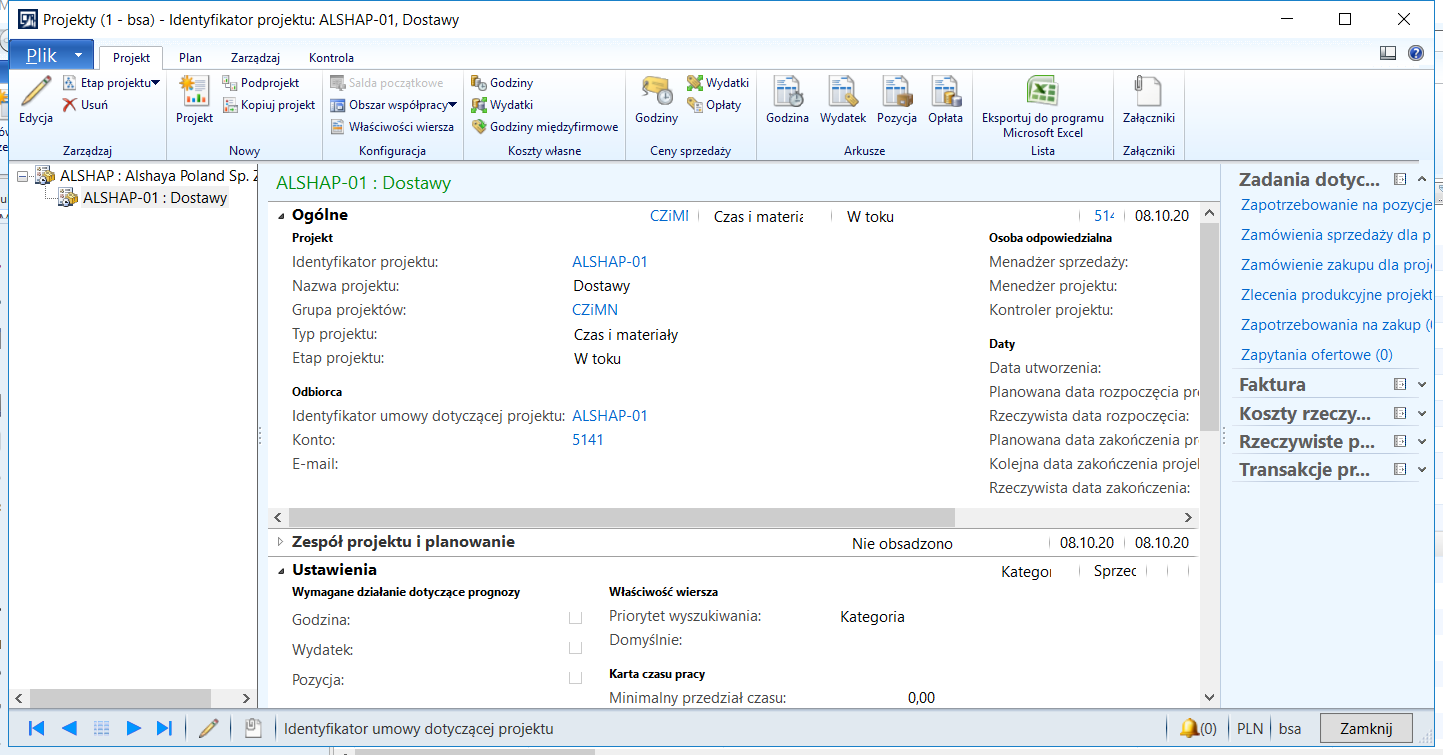 Projekty (1 - bsa) - Identyfikator projektu: ALSHAP-01, Dostawy
Plik
Projekt
Plan
Zarządzaj
Kontrola
Edycja
Etap projektu
Usuń
Zarządzaj
Projekt
Podprojekt
Kopiuj projekt
Nowy
Salda początkowe
Obszar współpracy
Właściwości wiersza
Konfiguracja
Godziny
Wydatki
Godziny międzyfirmowe
Koszty własne
Godziny
Wydatki
Opłaty
Ceny sprzedaży
Godzina
Wydatek
Pozycja
Opłata
Arkusze
Eksportuj do programu
Microsoft Excel
Lista
Załączniki
Załączniki
ALSHAP : Alshaya Poland Sp. Z
ALSHAP-01 : Dostawy
ALSHAP-01 : Dostawy
Ogólne
CZiMN
Czas i materia
W toku
514
08.10.20
Projekt
Identyfikator projektu: ALSHAP-01
Nazwa projektu: Dostawy
Grupa projektów: CZiMN
Typ projektu: Czas i materiały
Etap projektu: W toku
Odbiorca
Identyfikator umowy dotyczącej projektu: ALSHAP-01
Konto: 5141
E-mail:
Osoba odpowiedzialna
Menadżer sprzedaży:
Menedżer projektu:
Kontroler projektu:
Daty
Data utworzenia:
Planowana data rozpoczęcia pr
Rzeczywista data rozpoczęcia:
Planowana data zakończenia pr
Kolejna data zakończenia projek
Rzeczywista data zakończenia:
Zespół projektu i planowanie
Nie obsadzono
08.10.20
08.10.20
Ustawienia
Kategor
Sprzec
Wymagane działanie dotyczące prognozy
Godzina:
Wydatek:
Pozycja:
Właściwość wiersza
Priorytet wyszukiwania: Kategoria
Domyślnie:
Karta czasu pracy
Minimalny przedział czasu: 0,00
Zadania dotyc...
Zapotrzebowanie na pozycje
Zamówienia sprzedaży dla p
Zamówienie zakupu dla proj
Zlecenia produkcyjne projekt
Zapotrzebowania na zakup (
Zapytania ofertowe (0)
Faktura
Koszty rzeczy...
Rzeczywiste p...
Transakcje pr...
Identyfikator umowy dotyczącej projektu
(0)
PLN
bsa
Zamknij